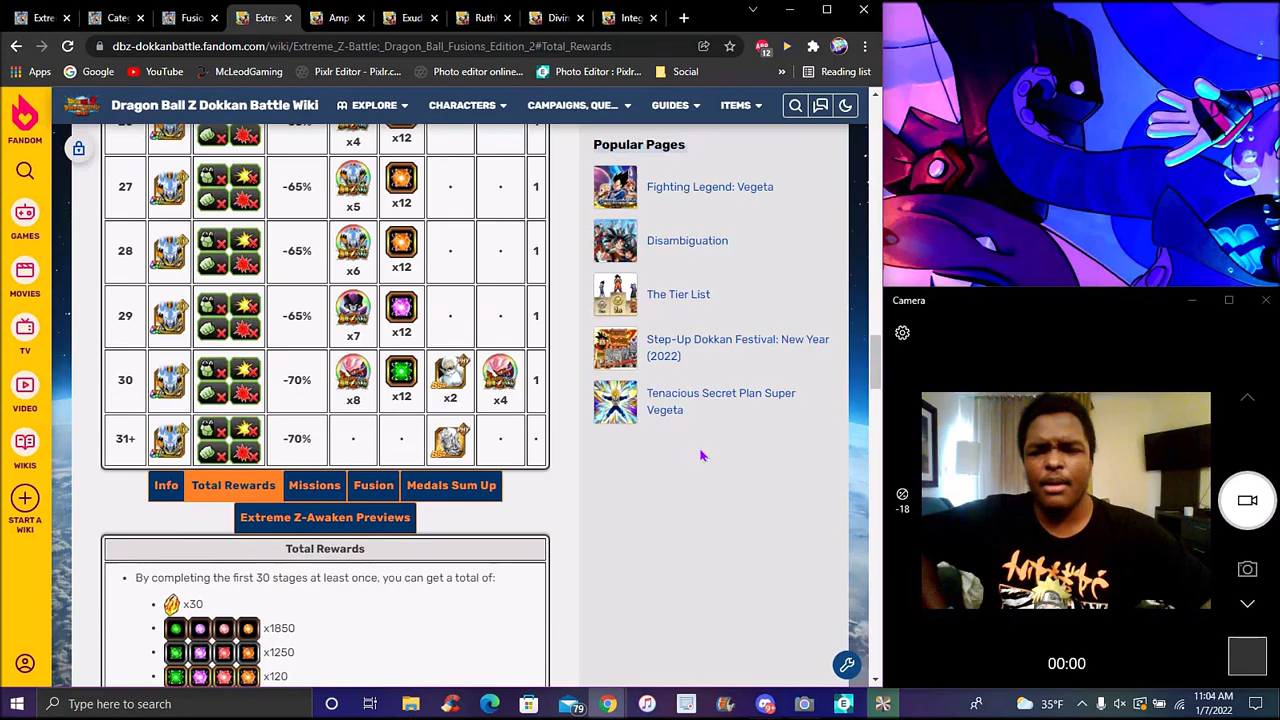 Extre
Categ
Fusio
Extre
Amp
Exud
Ruthl
Divin
Integ
dbz-dokkanbattle.fandom.com/wiki/Extreme_Z-Battle:_Dragon_Ball_Fusions_Edition_2#Total_Rewards
12
Apps
Google
YouTube
McLeodGaming
Pixlr Editor - Pixlr.c...
Photo editor online...
Photo Editor : Pixlr...
Social
Reading list
FANDOM
Dragon Ball Z Dokkan Battle Wiki
EXPLORE
CHARACTERS
CAMPAIGNS, QUE...
GUIDES
ITEMS
GAMES
MOVIES
TV
VIDEO
WIKIS
START A
WIKI
x4
x12
27
-65%
x5
x12
1
28
-65%
x6
x12
1
29
-65%
x7
x12
1
30
-70%
x8
x12
x2
x4
1
31+
-70%
Info
Total Rewards
Missions
Fusion
Medals Sum Up
Extreme Z-Awaken Previews
Total Rewards
By completing the first 30 stages at least once, you can get a total of:
x30
x1850
x1250
x120
Popular Pages
Fighting Legend: Vegeta
Disambiguation
The Tier List
Step-Up Dokkan Festival: New Year
(2022)
Tenacious Secret Plan Super
Vegeta
Camera
-18
00:00
Type here to search
79
35°F
11:04 AM
1/7/2022